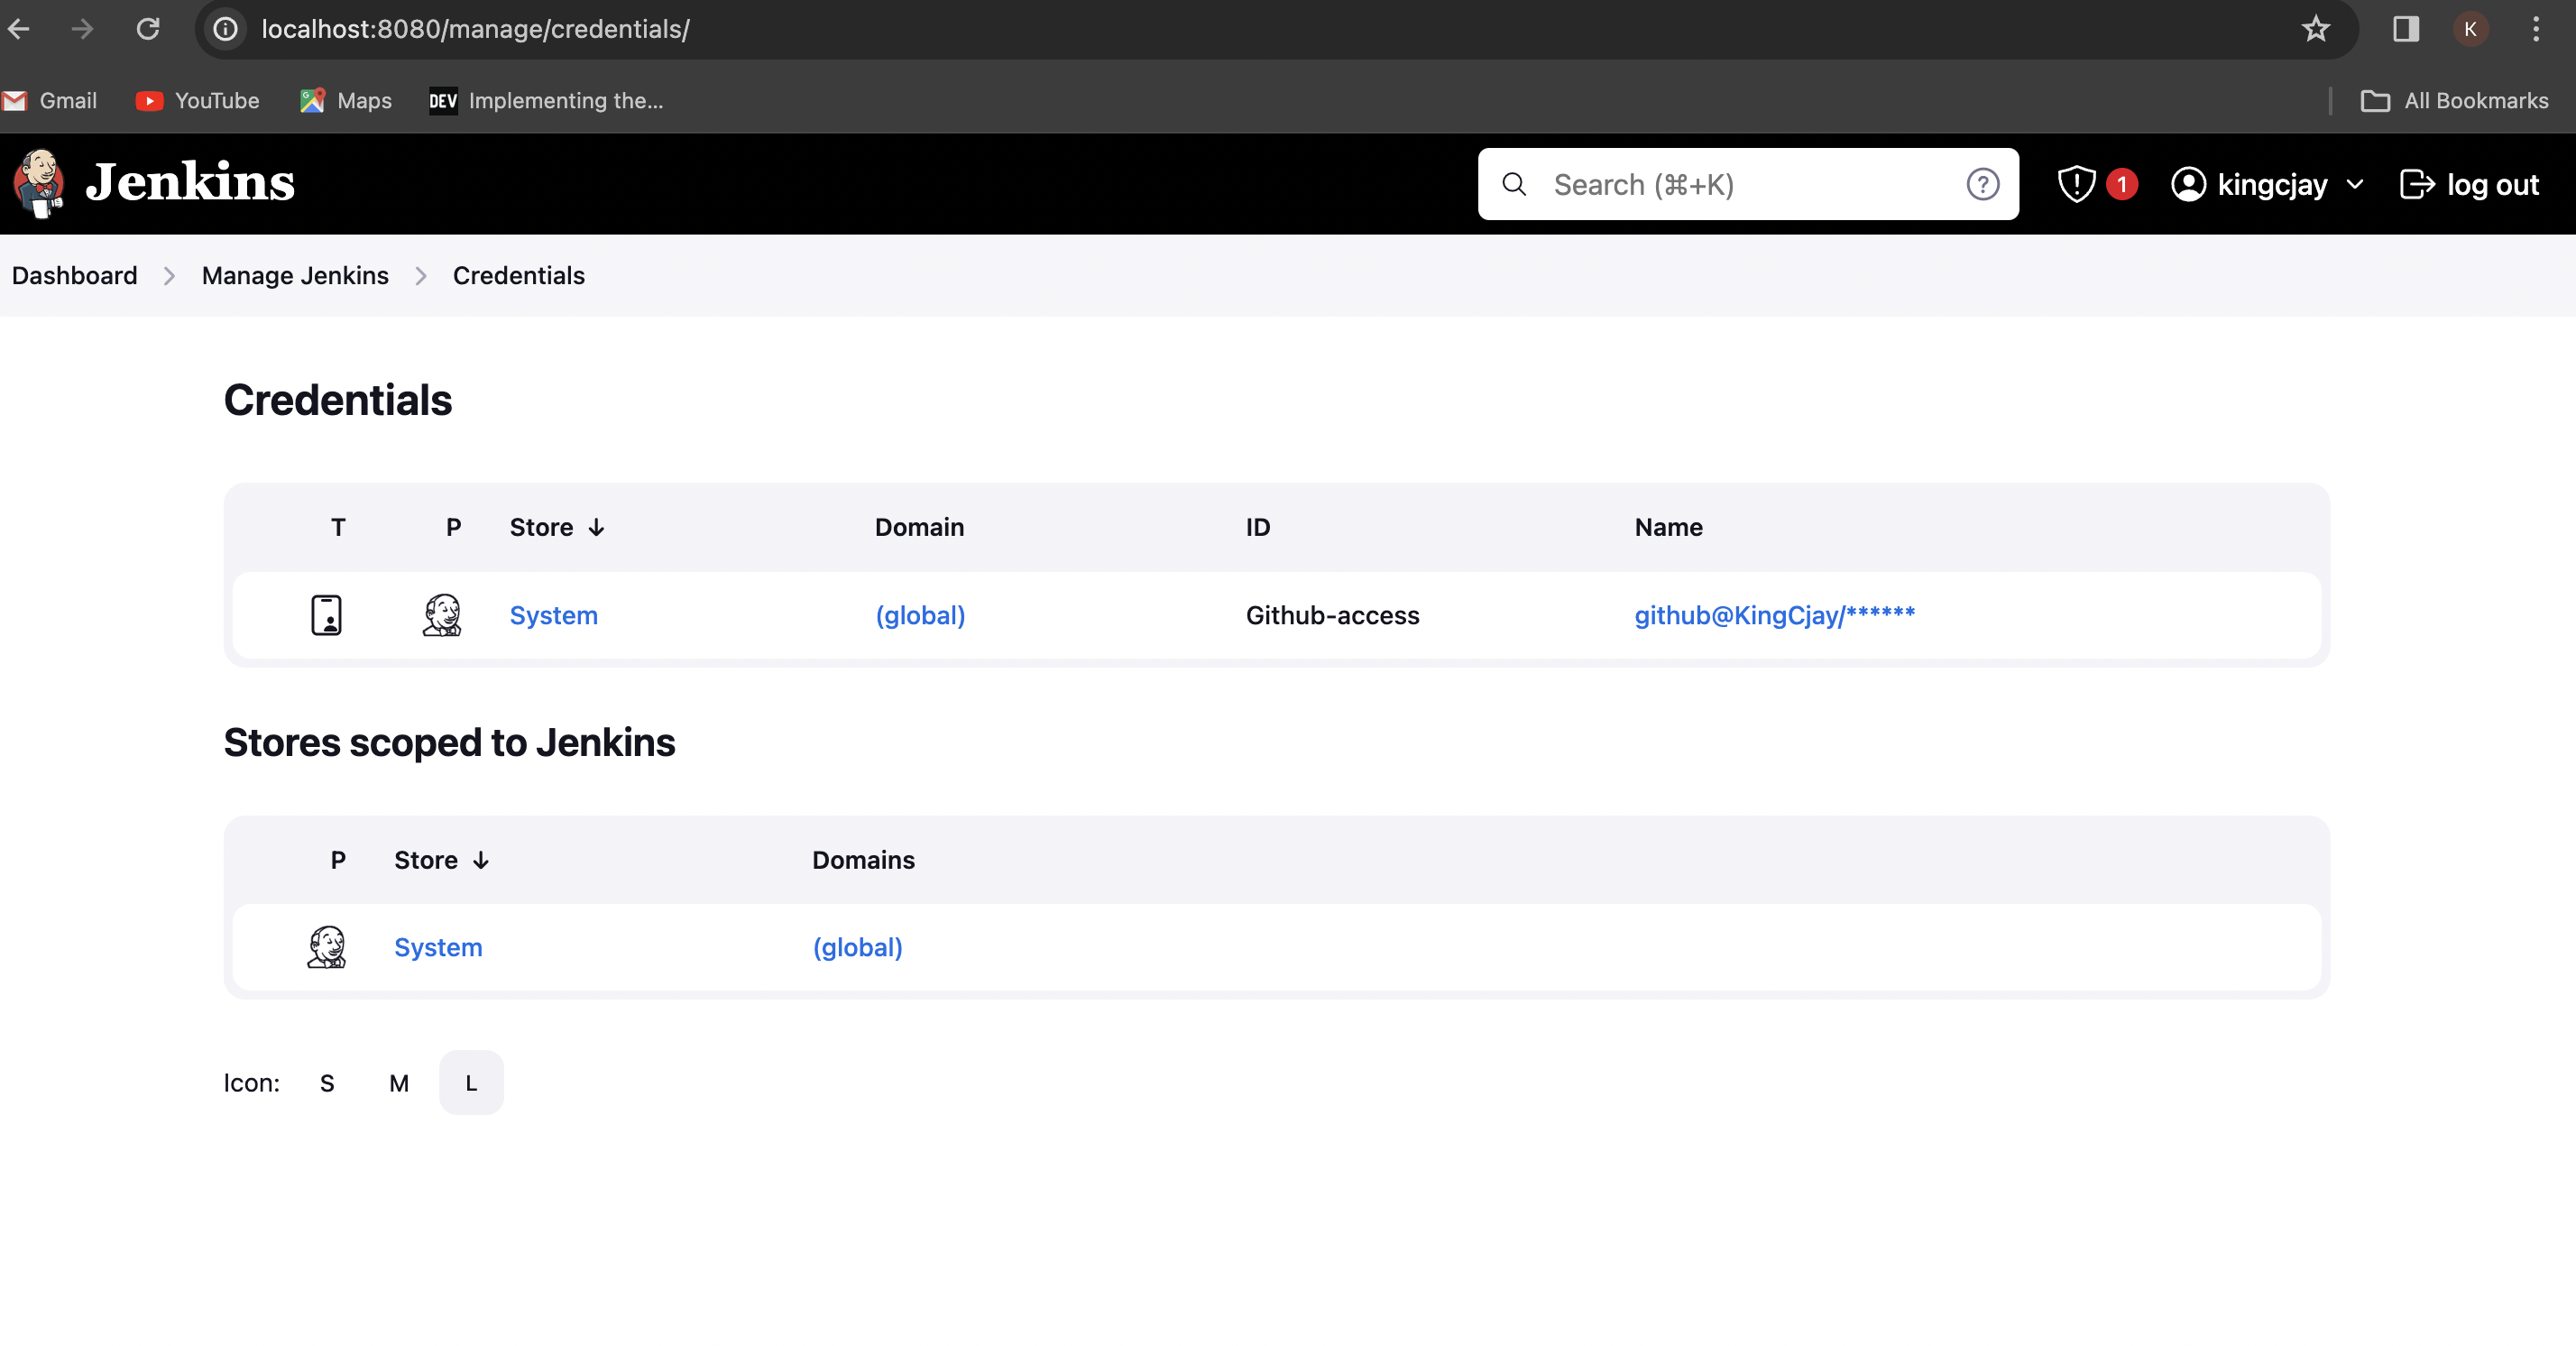 localhost:8080/manage/credentials/
K
Gmail YouTube Maps DEV Implementing the... All Bookmarks
Jenkins Search (⌘+K) ? 1 kingcjay log out
Dashboard Manage Jenkins Credentials
Credentials
T P Store ↓ Domain ID Name
System (global) Github-access github@KingCjay/******
Stores scoped to Jenkins
P Store ↓ Domains
System (global)
Icon: S M L